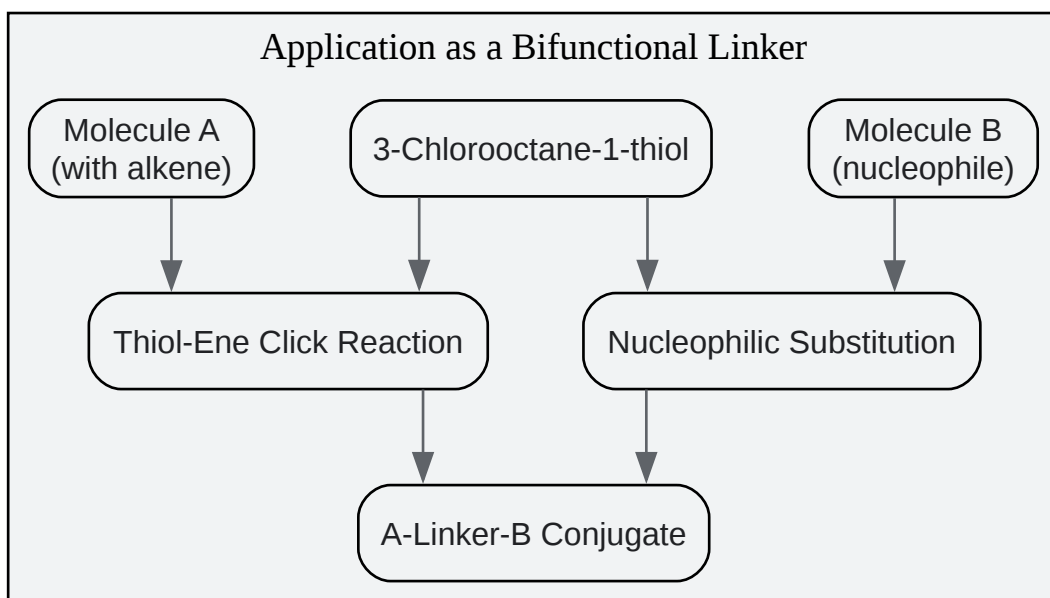 Application as a Bifunctional Linker
Molecule A
(with alkene)
3-Chlorooctane-1-thiol
Molecule B
(nucleophile)
Thiol-Ene Click Reaction
Nucleophilic Substitution
A-Linker-B Conjugate